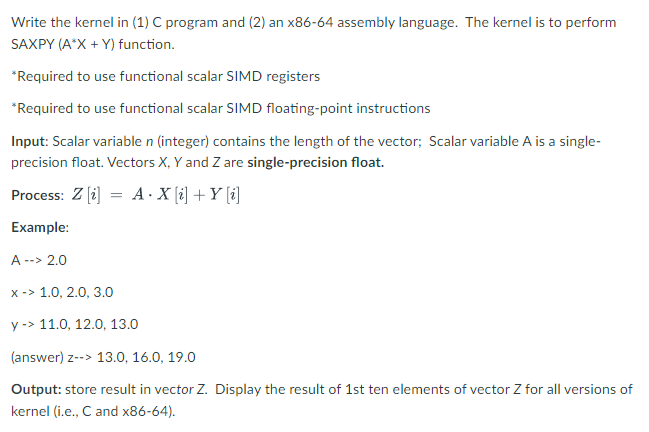 Write the kernel in (1) C program and (2) an x86-64 assembly language.  The kernel is to perform
SAXPY (A*X + Y) function.
*Required to use functional scalar SIMD registers
*Required to use functional scalar SIMD floating-point instructions
Input: Scalar variable n (integer) contains the length of the vector;  Scalar variable A is a single-
precision float. Vectors X, Y and Z are single-precision float.
Process:  Z [i]  =  A · X [i] + Y [i]
Example:
A --> 2.0
x -> 1.0, 2.0, 3.0
y -> 11.0, 12.0, 13.0
(answer) z--> 13.0, 16.0, 19.0
Output: store result in vector Z.  Display the result of 1st ten elements of vector Z for all versions of
kernel (i.e., C and x86-64).